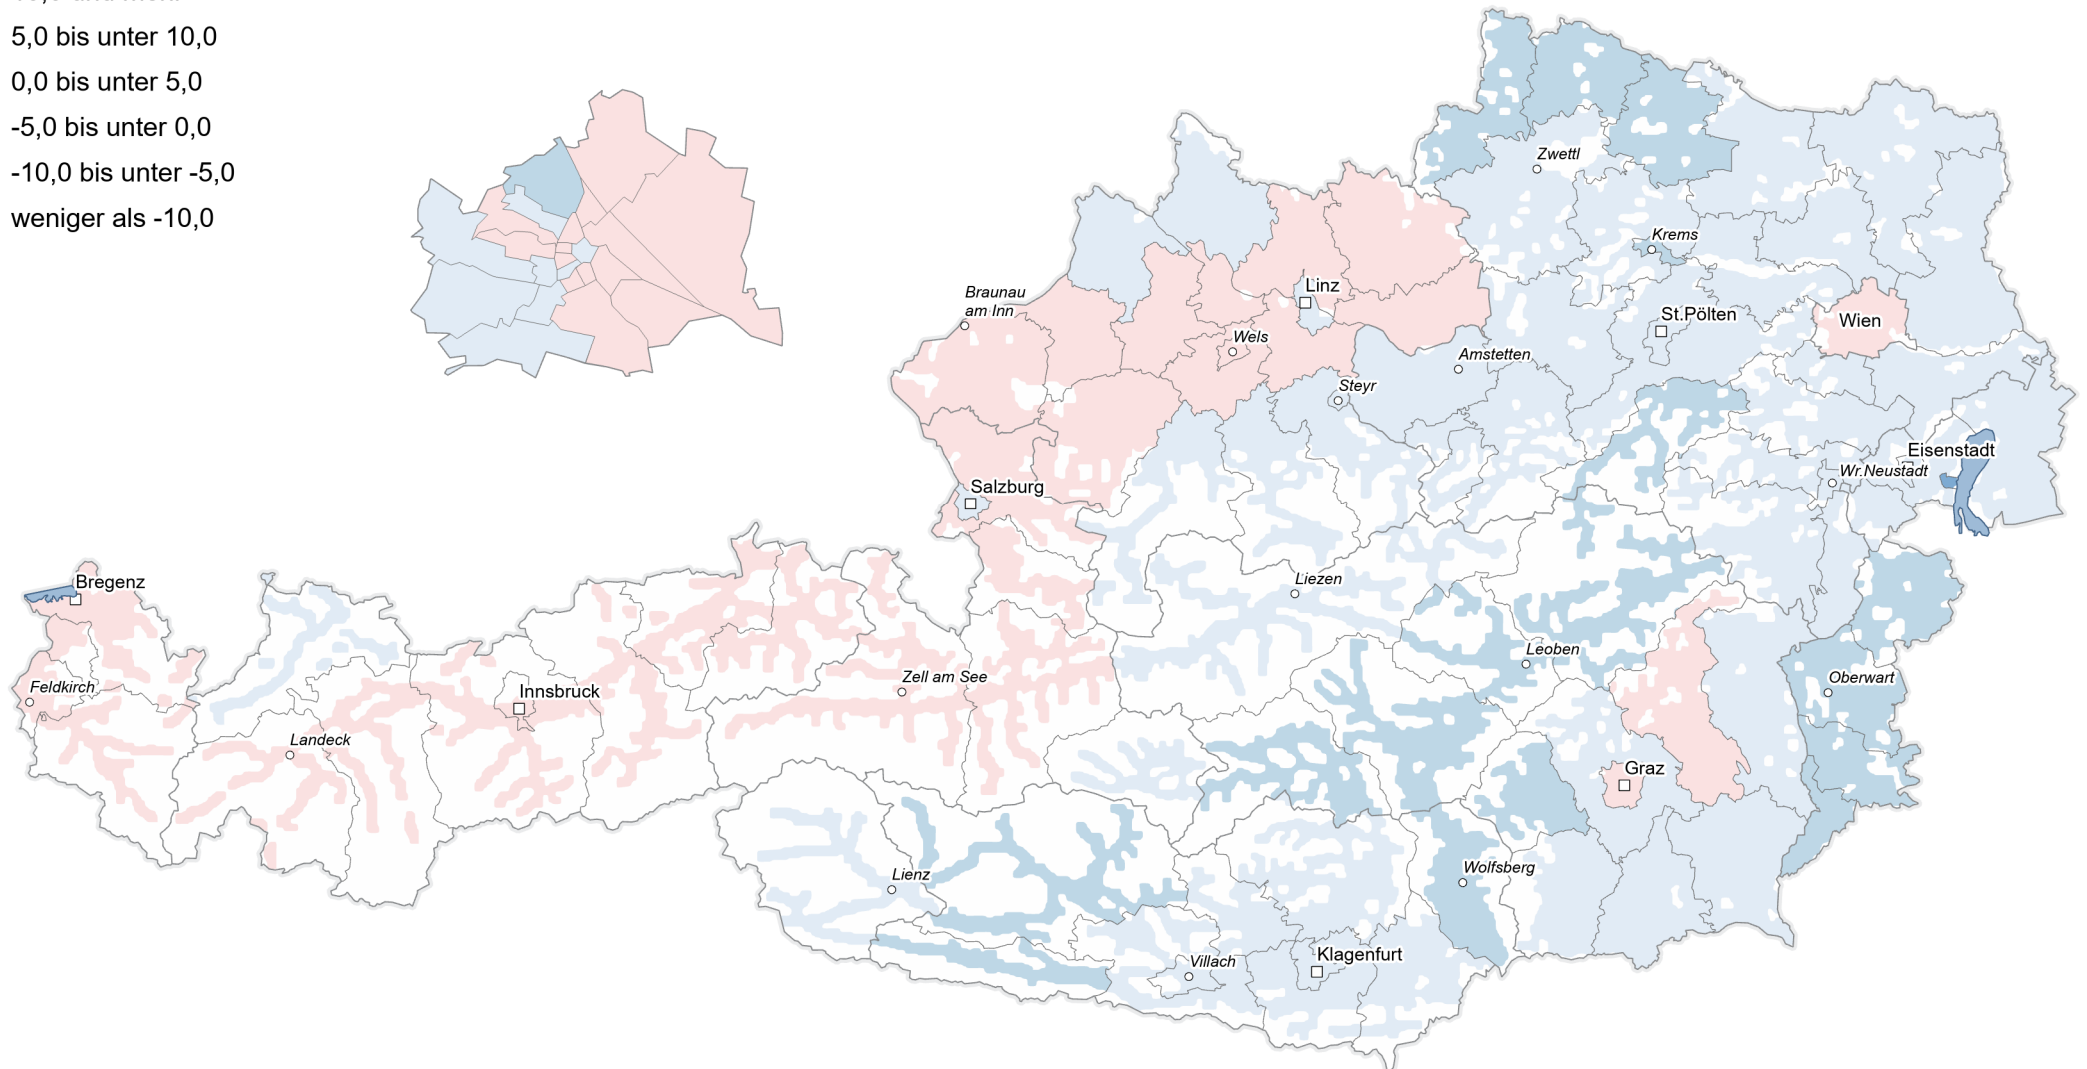 5,0 bis unter 10,0
0,0 bis unter 5,0
-5,0 bis unter 0,0
-10,0 bis unter -5,0
weniger als -10,0
Zwettl
Krems
Braunau
am Inn
Linz
St.Pölten
Wien
Wels
Amstetten
Steyr
Eisenstadt
Wr.Neustadt
Salzburg
Bregenz
Liezen
Leoben
Oberwart
Feldkirch
Innsbruck
Zell am See
Landeck
Graz
Lienz
Wolfsberg
Klagenfurt
Villach